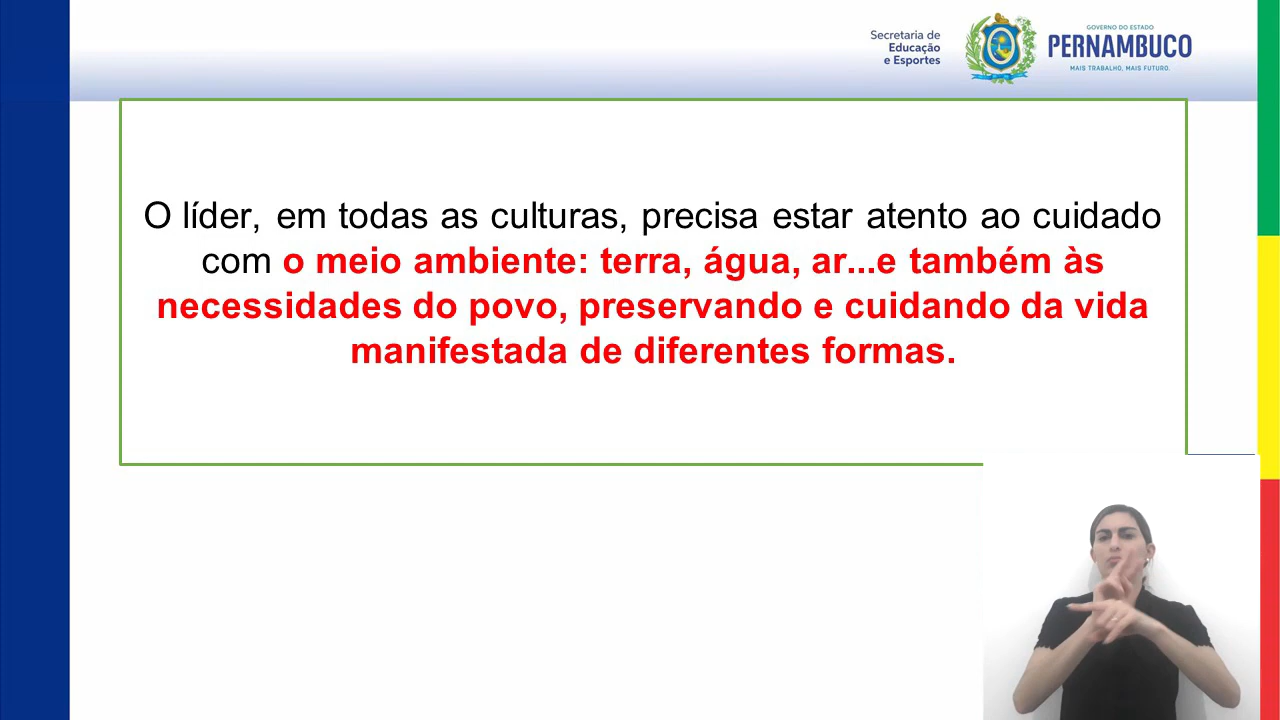 Secretaria de
Educação
e Esportes
GOVERNO DO ESTADO
PERNAMBUCO
MAIS TRABALHO, MAIS FUTURO.
O líder, em todas as culturas, precisa estar atento ao cuidado
com o meio ambiente: terra, água, ar...e também às
necessidades do povo, preservando e cuidando da vida
manifestada de diferentes formas.